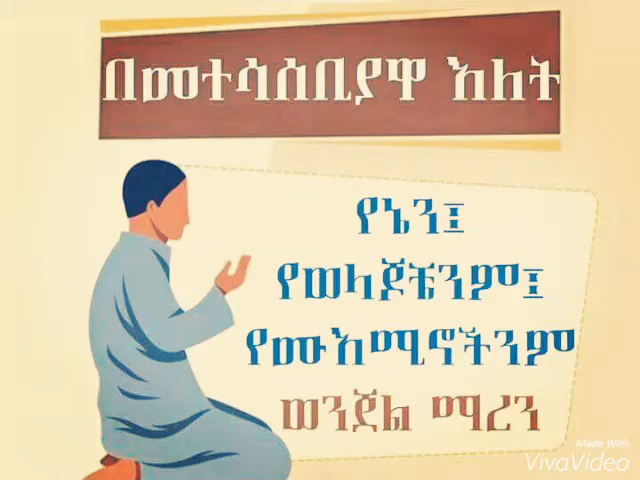 በመተሳሰቢያዋ እለት
የኔን፤
የወላጆቼንም፤
የሙእሚኖችንም
ወንጀል ማረን
Made With
VivaVideo